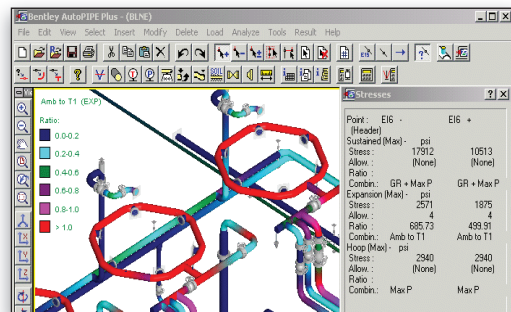 Bentley AutoPIPE Plus - (BLNE)
File Edit View Select Insert Modify Delete Load Analyze Tools Result Help
Amb to T1 (EXP)
Ratio:
0.0-0.2
0.2-0.4
0.4-0.6
0.6-0.8
0.8-1.0
> 1.0
Stresses
Point : EI6 - EI6 +
(Header)
Sustained (Max) - psi
Stress : 17912 10513
Allow. : (None) (None)
Ratio :
Combin.: GR + Max P GR + Max P
Expansion (Max) - psi
Stress : 2571 1875
Allow. : 4 4
Ratio : 685.73 499.91
Combin.: Amb to T1 Amb to T1
Hoop (Max) - psi
Stress : 2940 2940
Allow. : (None) (None)
Ratio :
Combin.: Max P Max P